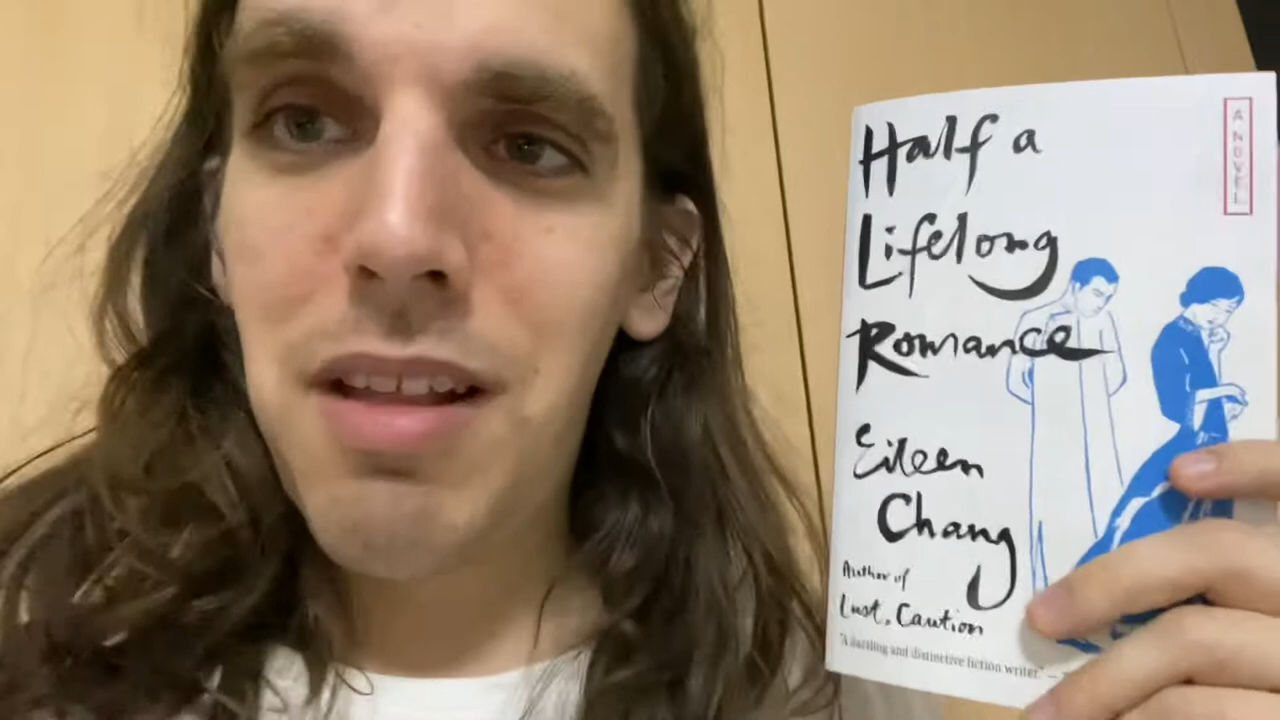 Half a
Lifelong
Romance
A NOVEL
Eileen
Chang
Author of
Lust, Caution
"A dazzling and distinctive fiction writer." —